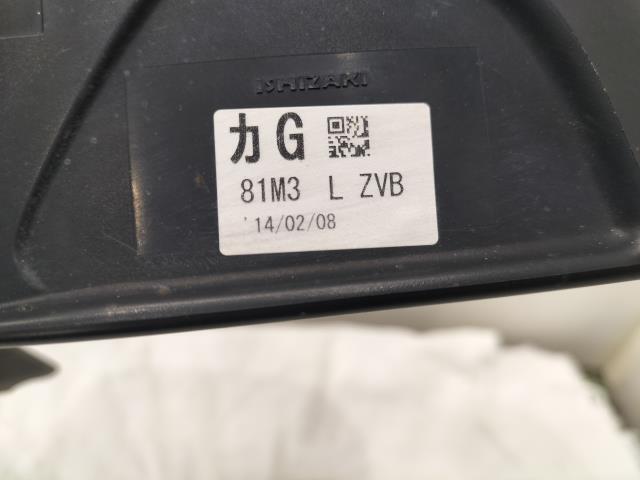 ISHIZAKI
カG
81M3 L ZVB
'14/02/08